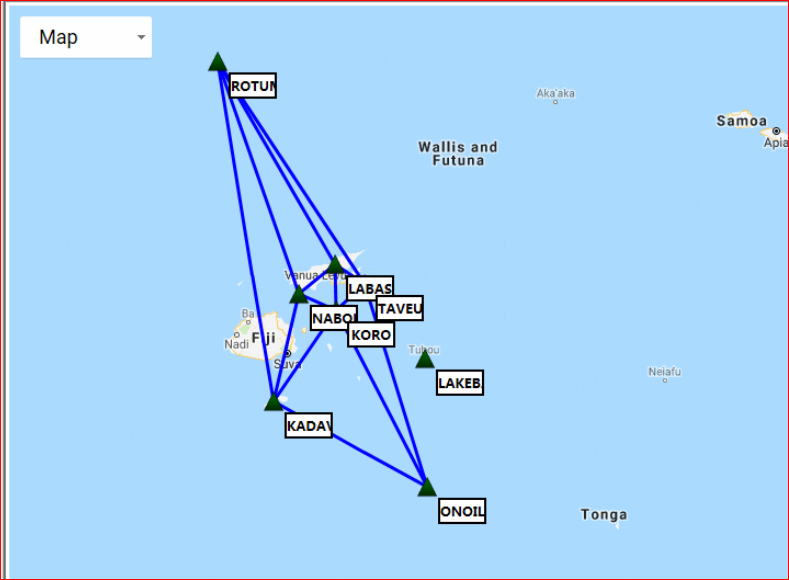 Map
ROTUM
Aka'aka
Samoa
Apia
Wallis and
Futuna
Vanua Levu
LABAS
TAVEU
NABOU
KORO
Ba
Nadi
Fiji
Suva
Tubou
LAKEB
Neiafu
KADAV
ONOIL
Tonga